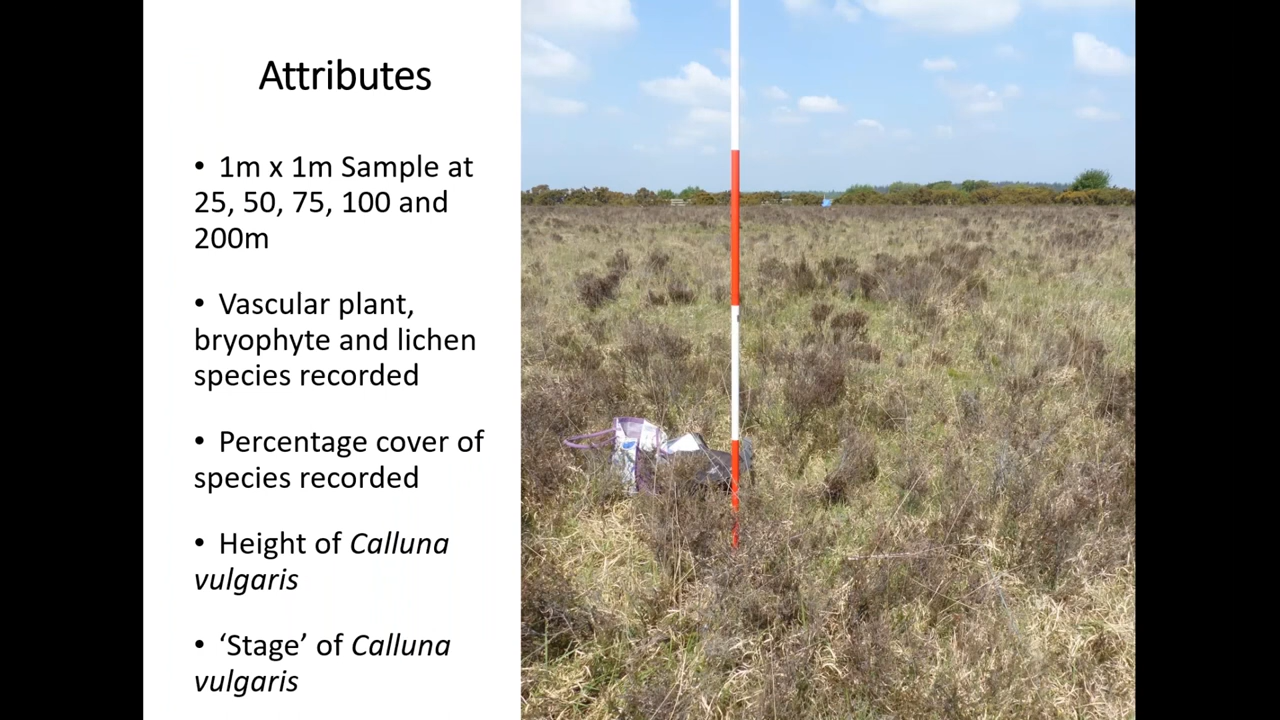 Attributes
• 1m x 1m Sample at
25, 50, 75, 100 and
200m
• Vascular plant,
bryophyte and lichen
species recorded
• Percentage cover of
species recorded
• Height of Calluna
vulgaris
• ‘Stage’ of Calluna
vulgaris